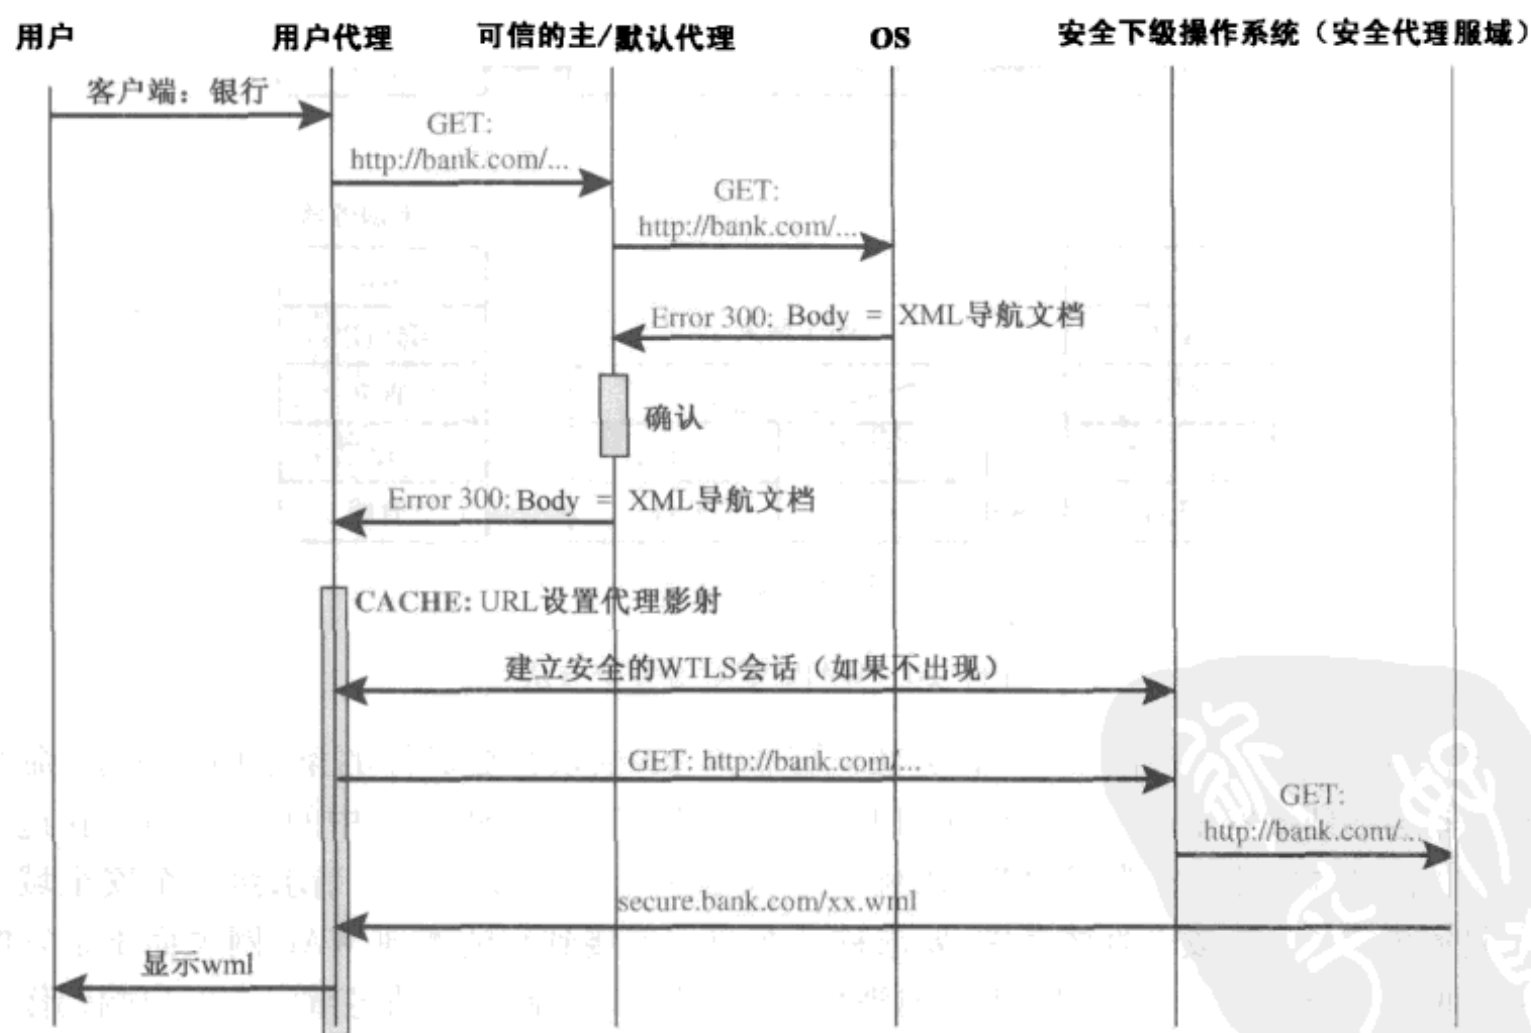 用户 用户代理 可信的主/默认代理 OS 安全下级操作系统（安全代理服域）
客户端：银行
GET:
http://bank.com/...
GET:
http://bank.com/...
Error 300: Body = XML导航文档
确认
Error 300: Body = XML导航文档
CACHE: URL设置代理影射
建立安全的WTLS会话（如果不出现）
GET: http://bank.com/...
GET:
http://bank.com/...
secure.bank.com/xx.wml
显示wml